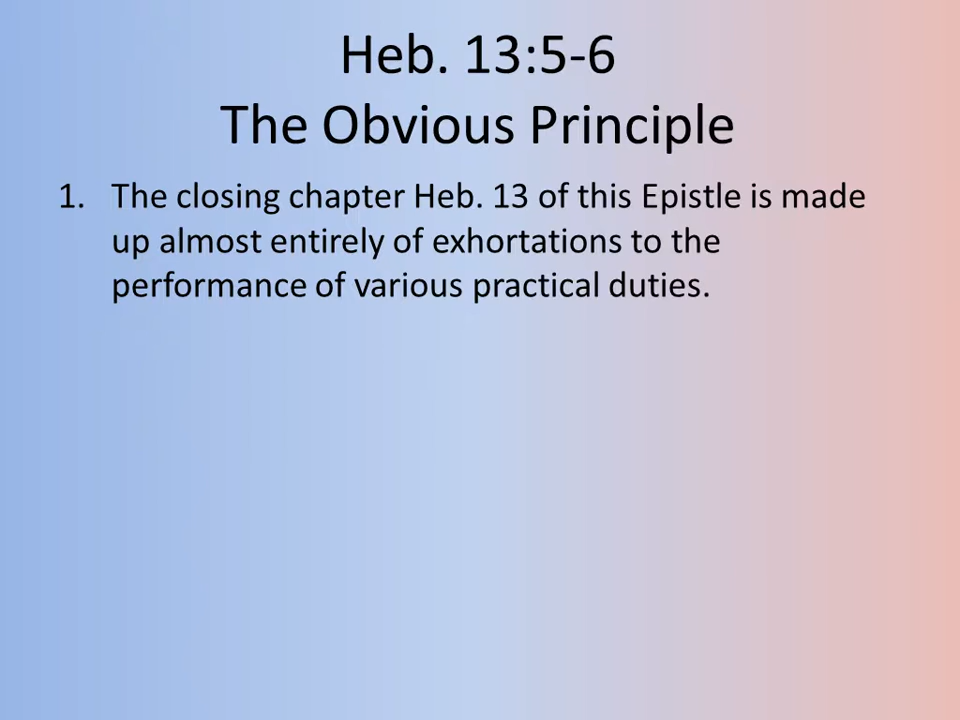 Heb. 13:5-6
The Obvious Principle
1. The closing chapter Heb. 13 of this Epistle is made
up almost entirely of exhortations to the
performance of various practical duties.